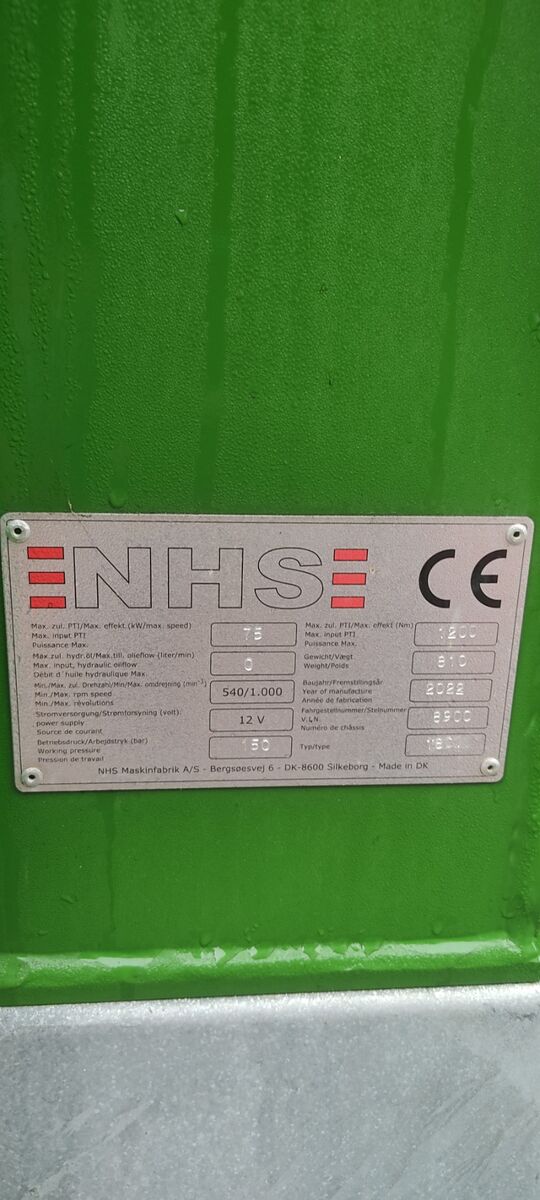 NHS CE
Max. zul. PTI/Max. effekt (kW/max. speed)
Max. input PTI
Puissance Max.
75
Max. zul. PTI/Max. effekt (Nm)
Max. input PTI
Puissance Max.
1200
Max.zul. hydr.öl/Max.till. olieflow (liter/min)
Max. input, hydraulic oilflow
Débit d'huile hydraulique Max.
0
Gewicht/Vægt
Weight/Poids
810
Min./Max. zul. Drehzahl/Min/Max. omdrejning (min⁻¹)
Min./Max. rpm speed
Min./Max. révolutions
540/1.000
Baujahr/Fremstillingsår
Year of manufacture
Année de fabrication
2022
Stromversorgung/Strømforsyning (volt):
power supply
Source de courant
12 V
Fahrgestellnummer/Stelnummer
V.I.N.
Numéro de châssis
Betriebsdruck/Arbejdstryk (bar)
Working pressure
Pression de travail
150
Typ/type
NHS Maskinfabrik A/S - Bergsøesvej 6 - DK-8600 Silkeborg - Made in DK